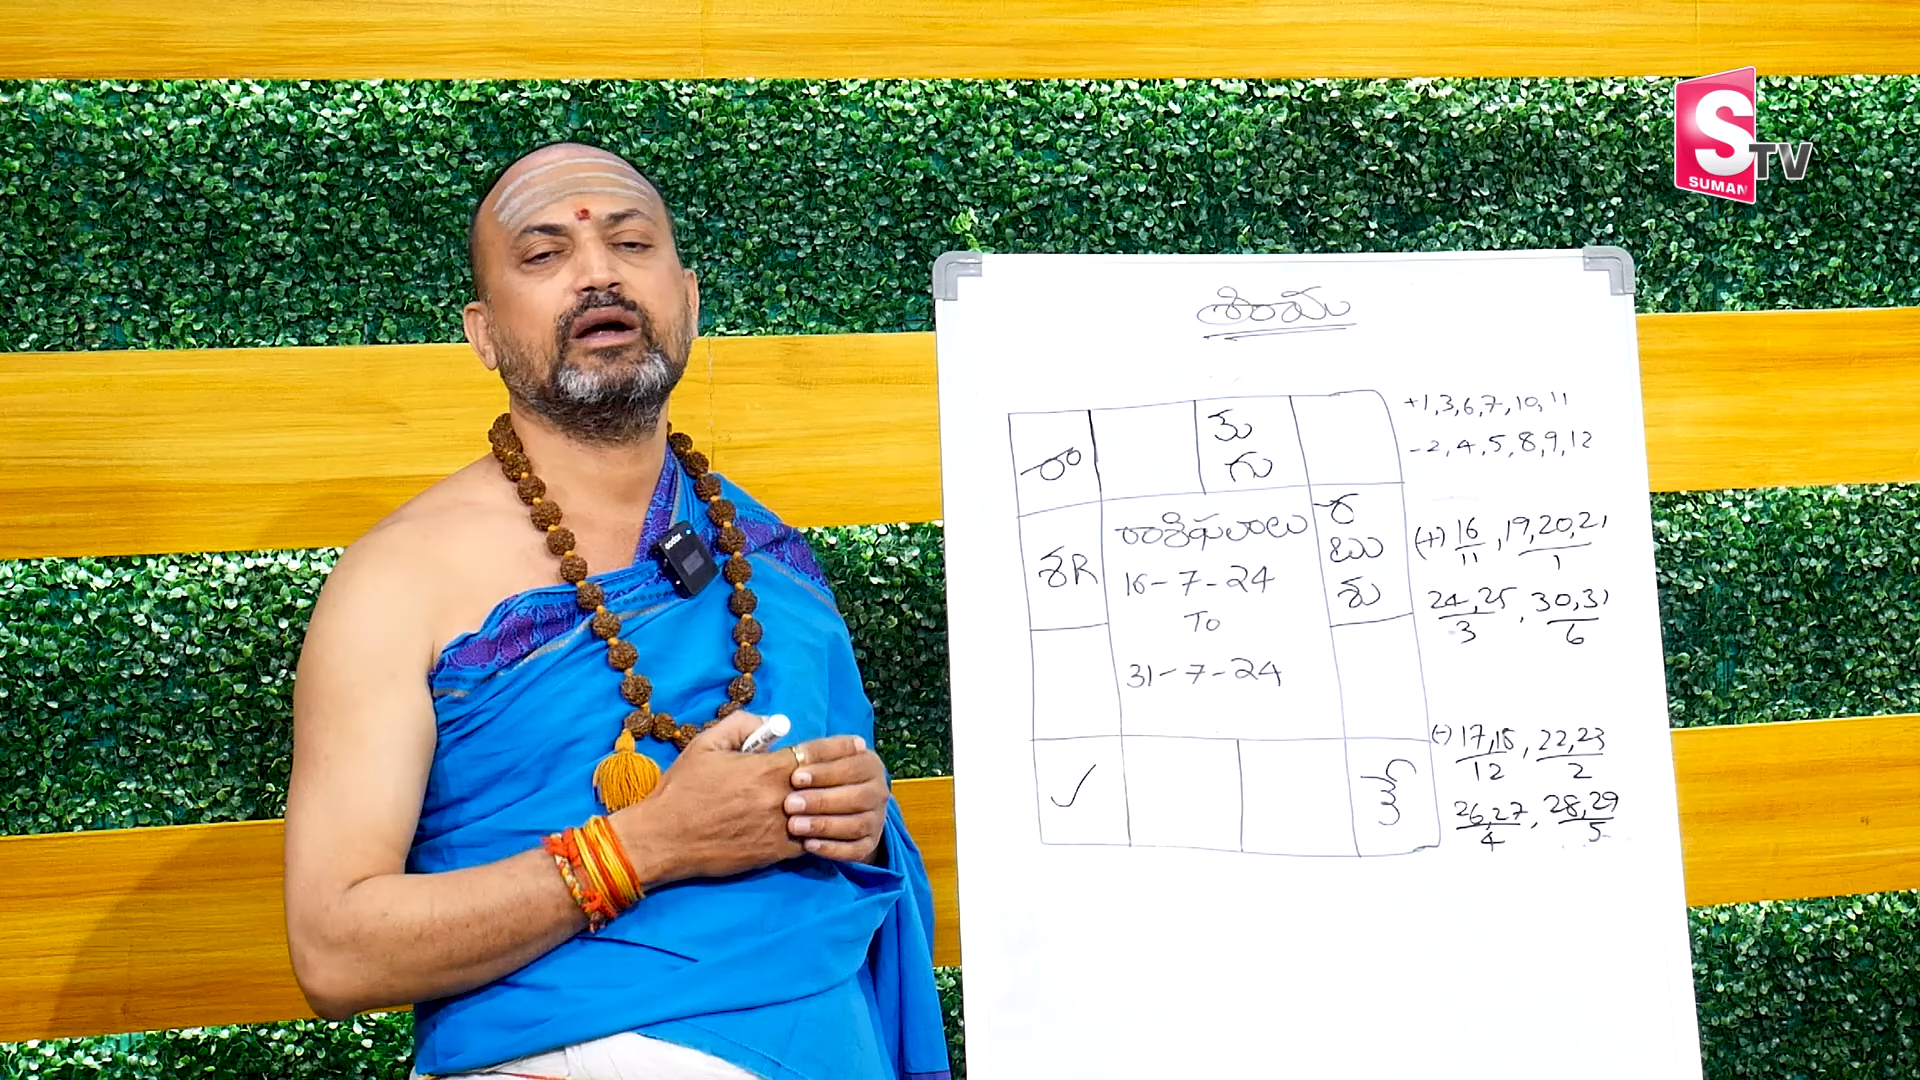 S TV
SUMAN
శ్రీరామ
+1,3,6,7,10,11
-2,4,5,8,9,12
రా
కు
గు
శR
ర
బు
శు
రాశిఫలాలు
16-7-24
To
31-7-24
(+) 16, 19,20,21
11 1
24,25, 30,31
3 6
(-) 17,18, 22,23
12 2
26,27, 28,29
4 5
✓